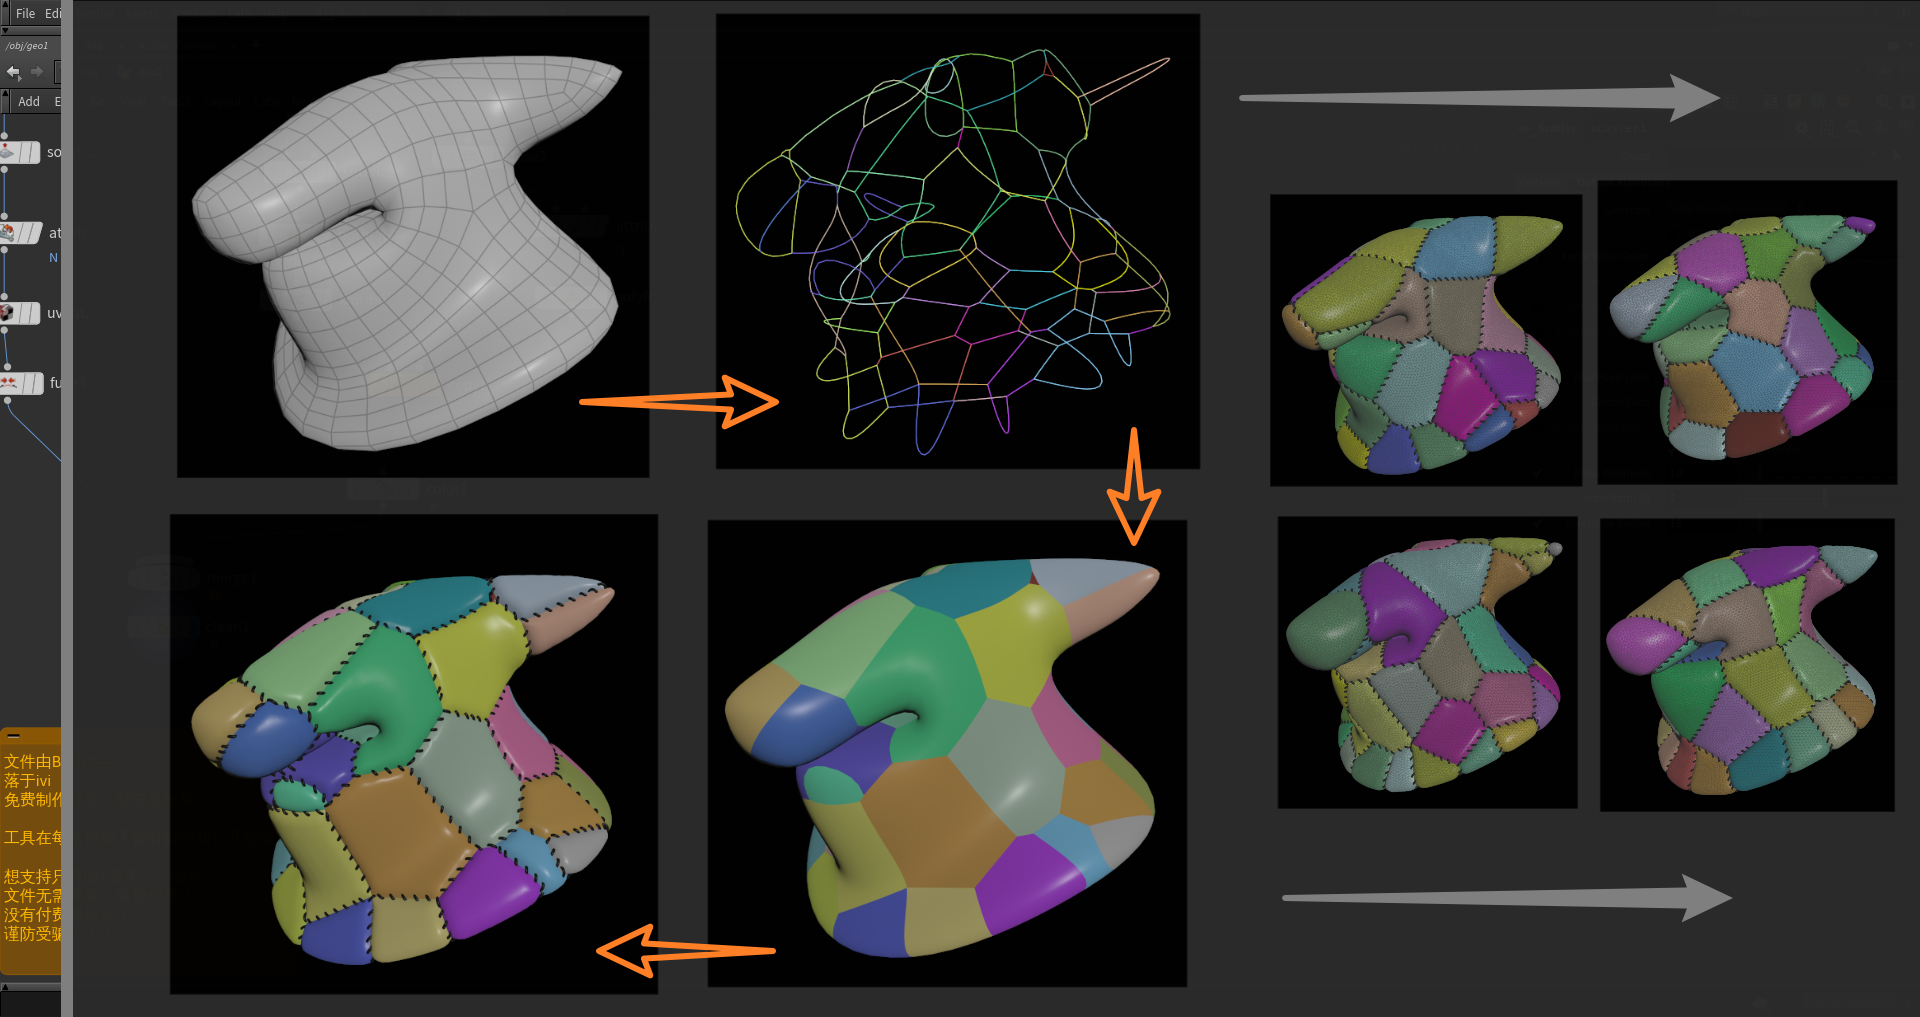 File Edi
/obj/geo1
Add E
so
at
N
uv
fu
文件由B
落于ivi
免费制作
工具在每
想支持只
文件无需
没有付费
谨防受骗